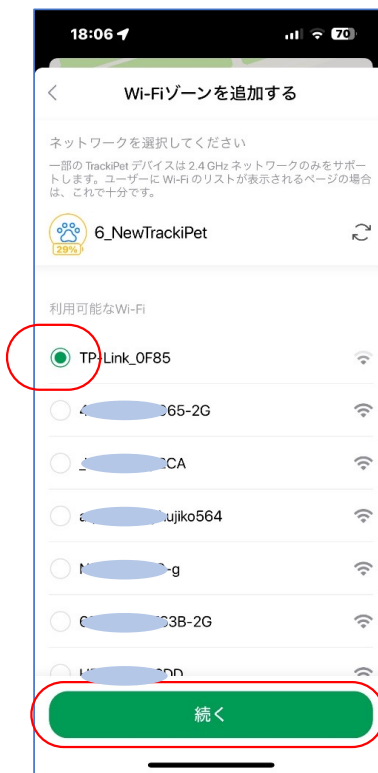 18:06
70
Wi-Fiゾーンを追加する
ネットワークを選択してください
一部の TrackiPet デバイスは 2.4 GHz ネットワークのみをサポー
トします。ユーザーに Wi-Fi のリストが表示されるページの場合
は、これで十分です。
6_NewTrackiPet
29%
利用可能なWi-Fi
TP-Link_0F85
065-2G
CA
ujiko564
-g
3B-2G
続く